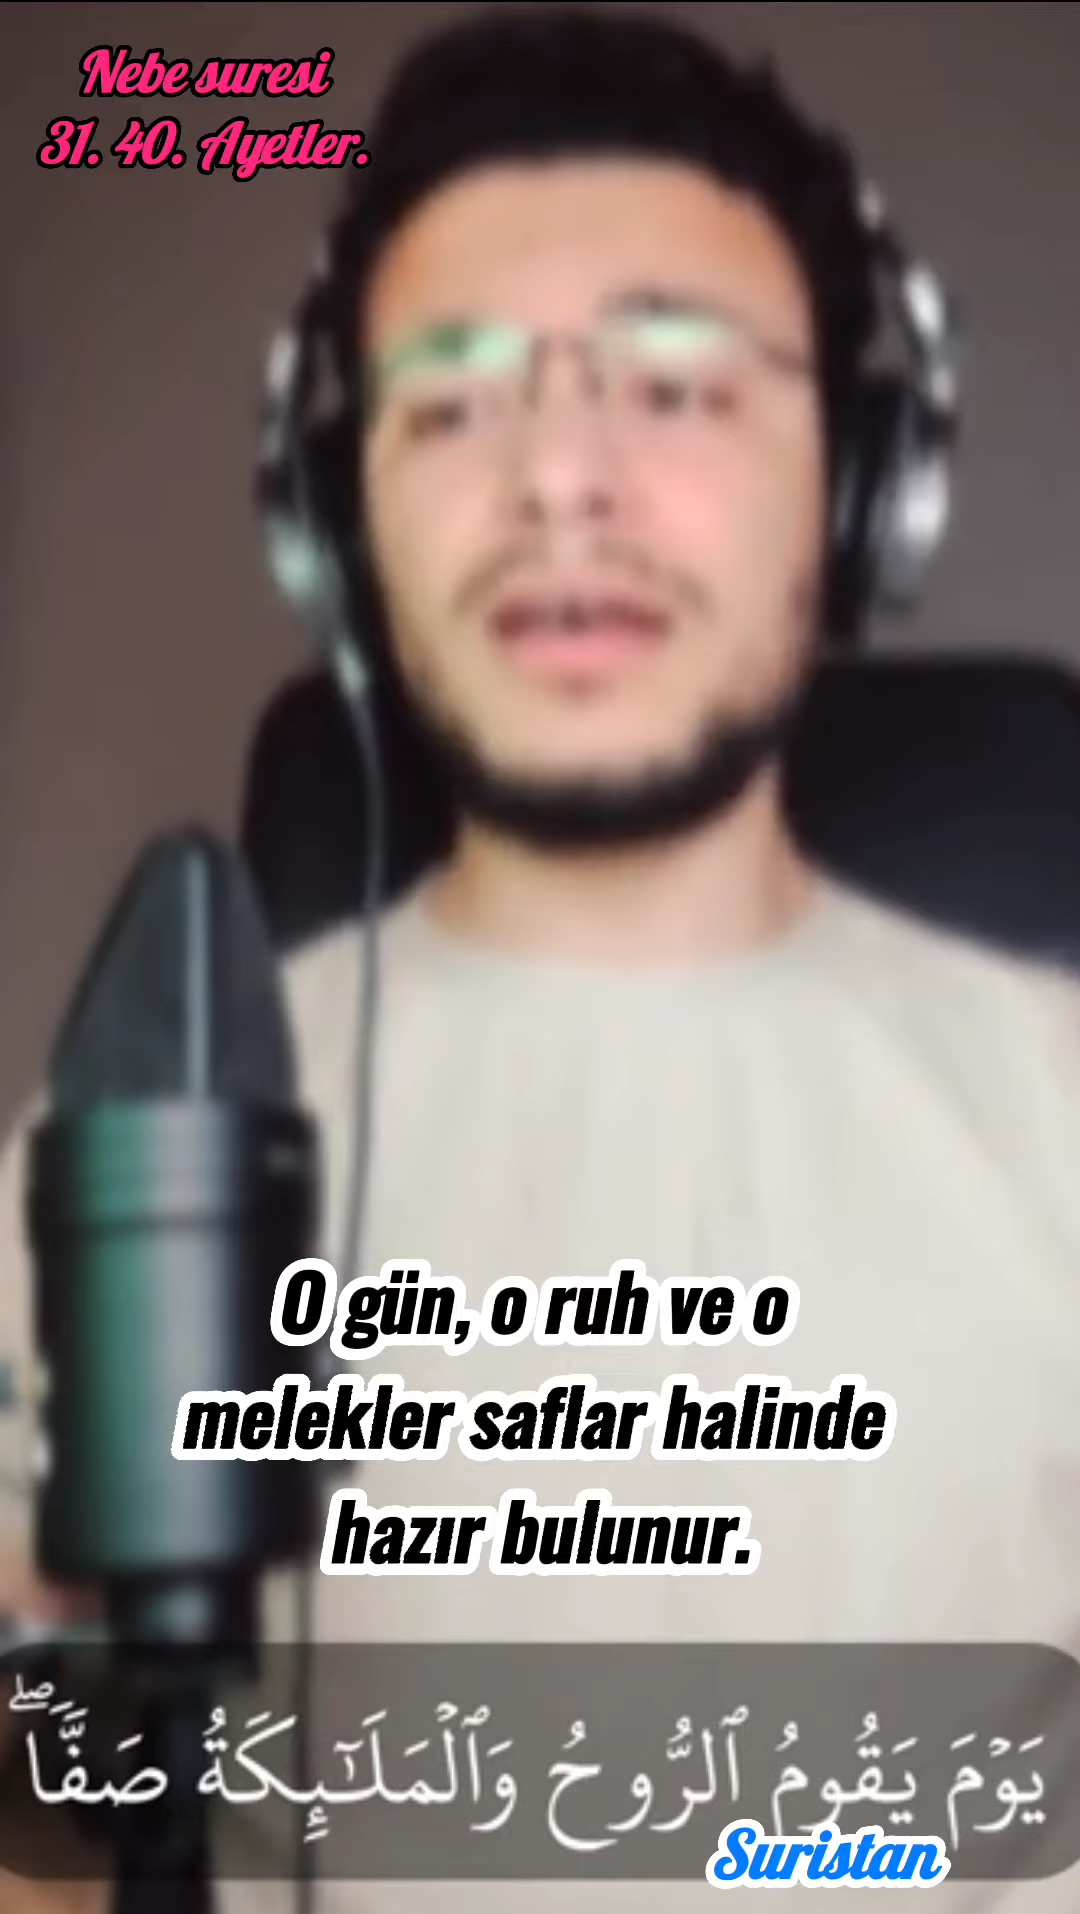 Nebe suresi
31. 40. Ayetler.
O gün, o ruh ve o
melekler saflar halinde
hazır bulunur.
يَوۡمَ يَقُومُ ٱلرُّوحُ وَٱلۡمَلَـٰٓئِكَةُ صَفࣰّاۖ
Suristan